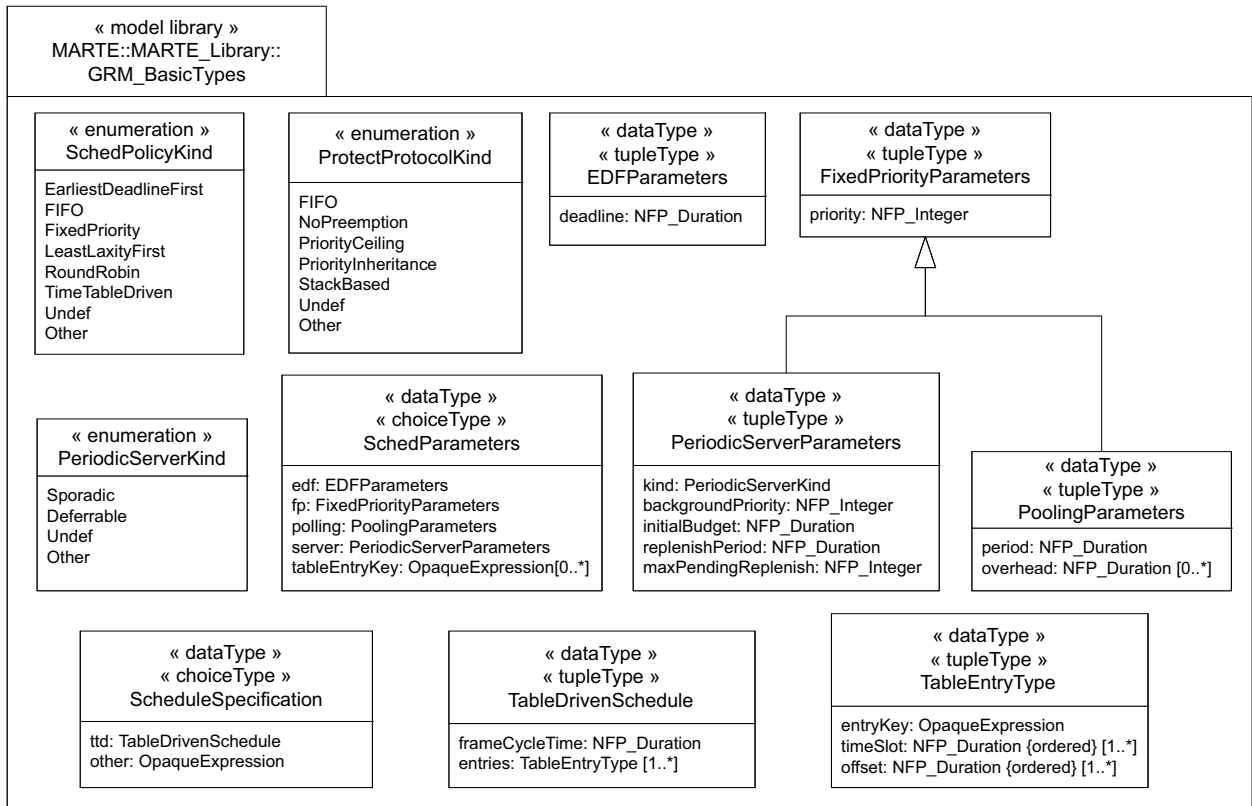 « model library »
MARTE::MARTE_Library::
GRM_BasicTypes
« enumeration »
SchedPolicyKind
EarliestDeadlineFirst
FIFO
FixedPriority
LeastLaxityFirst
RoundRobin
TimeTableDriven
Undef
Other
« enumeration »
ProtectProtocolKind
FIFO
NoPreemption
PriorityCeiling
PriorityInheritance
StackBased
Undef
Other
« dataType »
« tupleType »
EDFParameters
deadline: NFP_Duration
« dataType »
« tupleType »
FixedPriorityParameters
priority: NFP_Integer
« enumeration »
PeriodicServerKind
Sporadic
Deferrable
Undef
Other
« dataType »
« choiceType »
SchedParameters
edf: EDFParameters
fp: FixedPriorityParameters
polling: PoolingParameters
server: PeriodicServerParameters
tableEntryKey: OpaqueExpression[0..*]
« dataType »
« tupleType »
PeriodicServerParameters
kind: PeriodicServerKind
backgroundPriority: NFP_Integer
initialBudget: NFP_Duration
replenishPeriod: NFP_Duration
maxPendingReplenish: NFP_Integer
« dataType »
« tupleType »
PoolingParameters
period: NFP_Duration
overhead: NFP_Duration [0..*]
« dataType »
« choiceType »
ScheduleSpecification
ttd: TableDrivenSchedule
other: OpaqueExpression
« dataType »
« tupleType »
TableDrivenSchedule
frameCycleTime: NFP_Duration
entries: TableEntryType [1..*]
« dataType »
« tupleType »
TableEntryType
entryKey: OpaqueExpression
timeSlot: NFP_Duration {ordered} [1..*]
offset: NFP_Duration {ordered} [1..*]